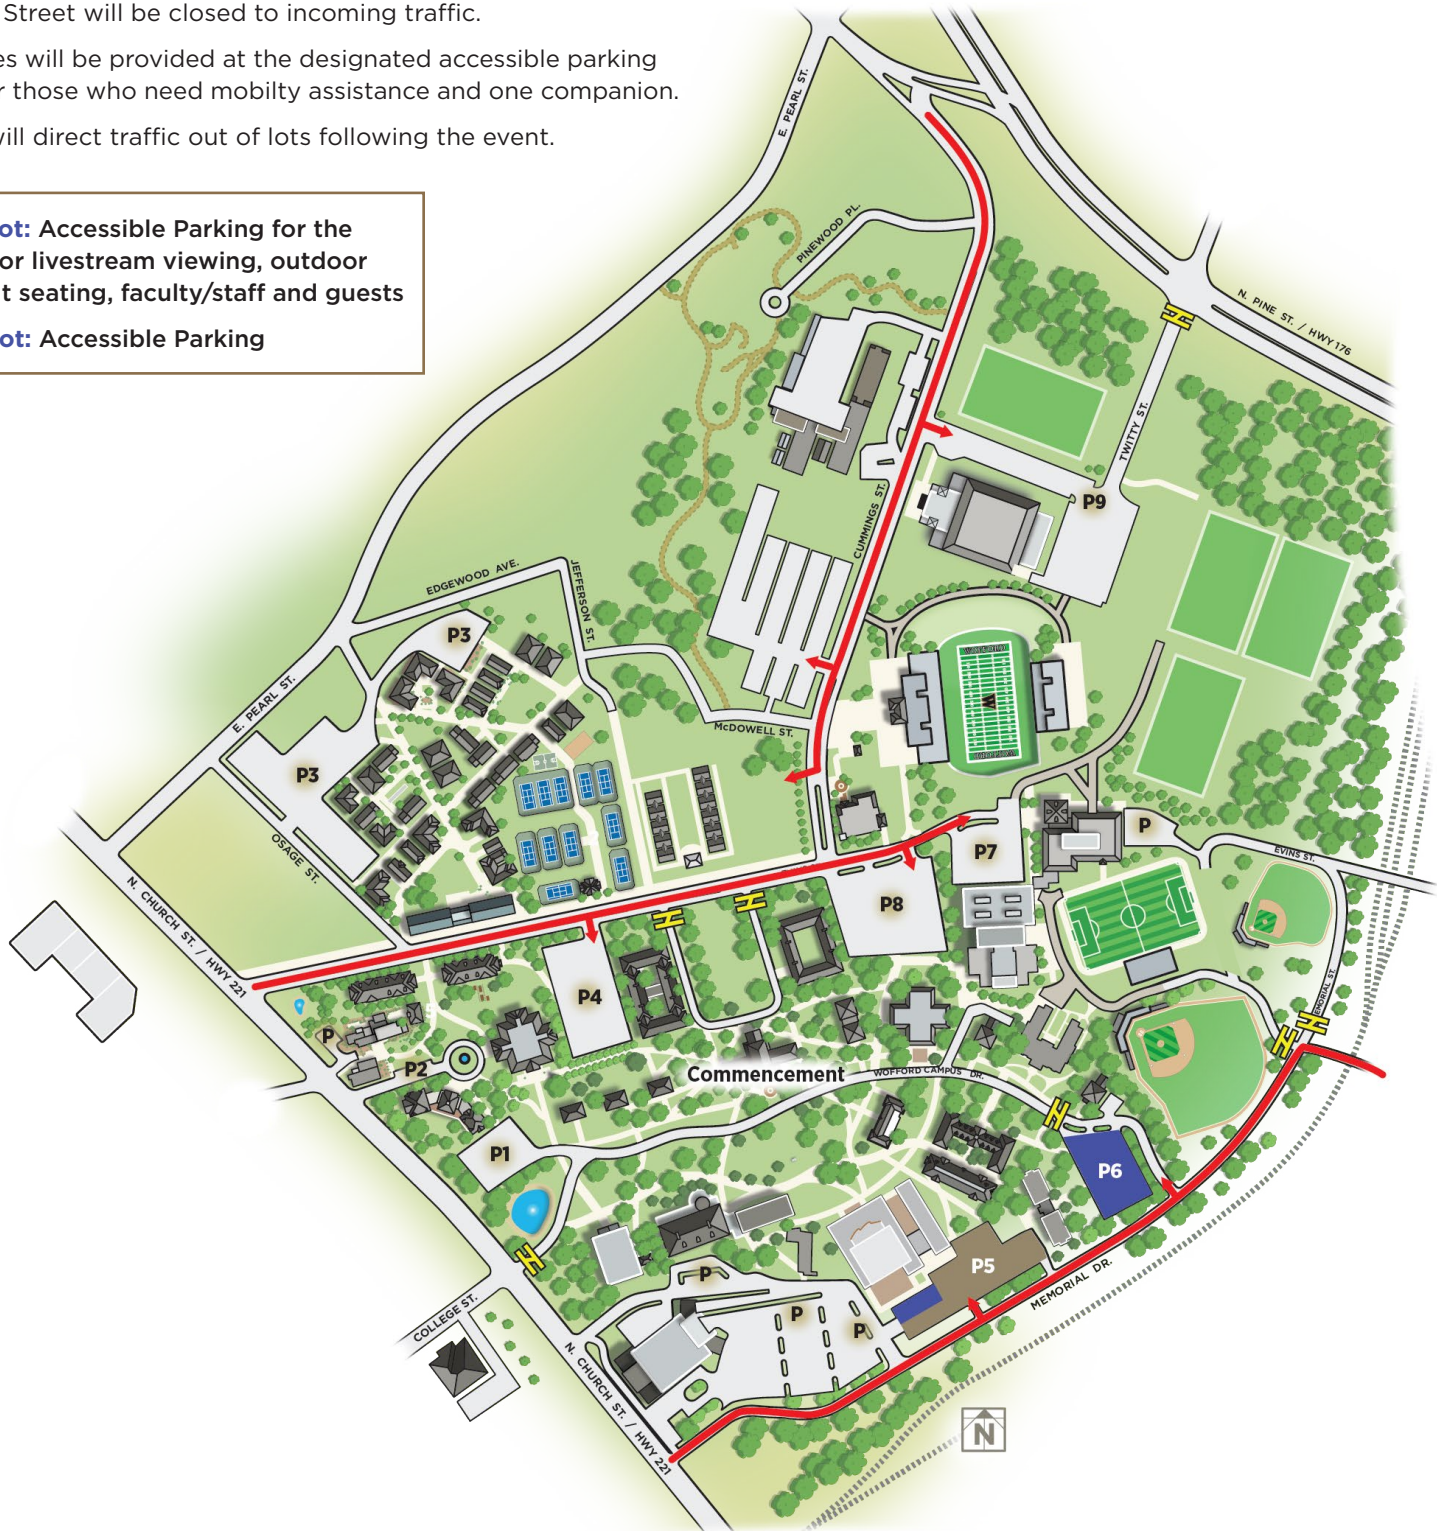 Street will be closed to incoming traffic.
es will be provided at the designated accessible parking
r those who need mobilty assistance and one companion.
will direct traffic out of lots following the event.
ot: Accessible Parking for the
or livestream viewing, outdoor
t seating, faculty/staff and guests
ot: Accessible Parking
E. PEARL ST.
PINEWOOD PL.
N. PINE ST. / HWY 176
TWITTY ST.
P9
CUMMINGS ST.
EDGEWOOD AVE.
JEFFERSON ST.
P3
E. PEARL ST.
W
McDOWELL ST.
P3
OSAGE ST.
P
P7
EVINS ST.
N. CHURCH ST. / HWY 221
P8
P4
EMORIAL ST.
P
P2
Commencement
WOFFORD CAMPUS DR.
P1
P6
P5
P
MEMORIAL DR.
P
P
COLLEGE ST.
N. CHURCH ST. / HWY 221
N